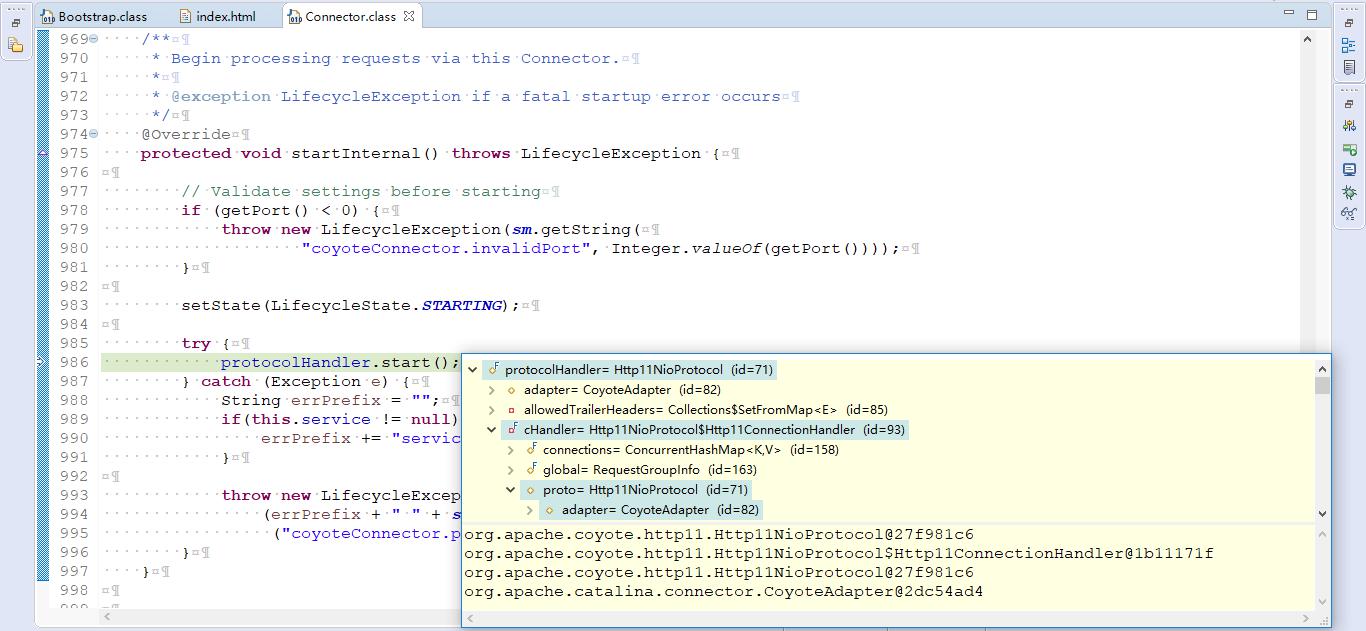 Bootstrap.class index.html Connector.class
969 /**
970 * Begin processing requests via this Connector.
971 *
972 * @exception LifecycleException if a fatal startup error occurs
973 */
974 @Override
975 protected void startInternal() throws LifecycleException {
976
977 // Validate settings before starting
978 if (getPort() < 0) {
979 throw new LifecycleException(sm.getString(
980 "coyoteConnector.invalidPort", Integer.valueOf(getPort())));
981 }
982
983 setState(LifecycleState.STARTING);
984
985 try {
986 protocolHandler.start();
987 } catch (Exception e) {
988 String errPrefix = "";
989 if(this.service != null)
990 errPrefix += "servic
991 }
992
993 throw new LifecycleExcep
994 (errPrefix + " " + s
995 ("coyoteConnector.p
996 }
997 }
998
999
protocolHandler= Http11NioProtocol (id=71)
adapter= CoyoteAdapter (id=82)
allowedTrailerHeaders= Collections$SetFromMap<E> (id=85)
cHandler= Http11NioProtocol$Http11ConnectionHandler (id=93)
connections= ConcurrentHashMap<K,V> (id=158)
global= RequestGroupInfo (id=163)
proto= Http11NioProtocol (id=71)
adapter= CoyoteAdapter (id=82)
org.apache.coyote.http11.Http11NioProtocol@27f981c6
org.apache.coyote.http11.Http11NioProtocol$Http11ConnectionHandler@1b11171f
org.apache.coyote.http11.Http11NioProtocol@27f981c6
org.apache.catalina.connector.CoyoteAdapter@2dc54ad4